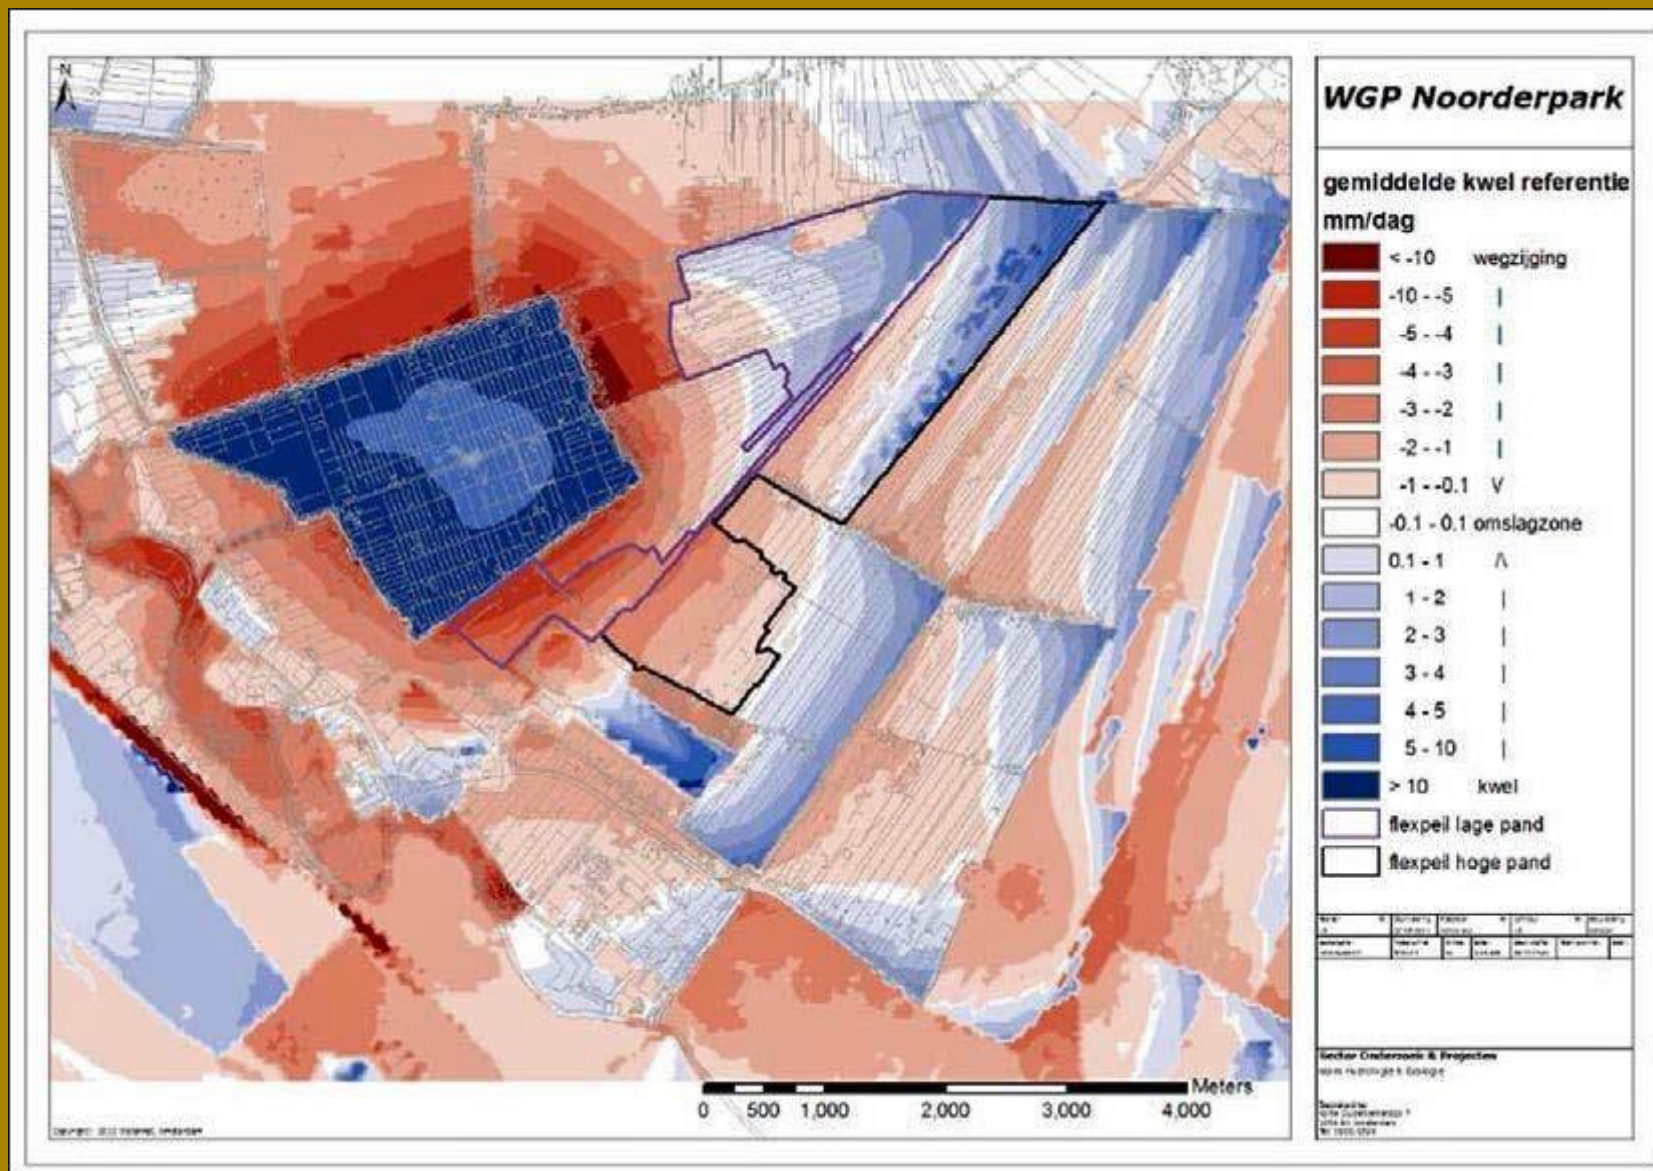 N
WGP Noorderpark
gemiddelde kwel referentie
mm/dag
< -10 wegzijging
-10 - -5 |
-5 - -4 |
-4 - -3 |
-3 - -2 |
-2 - -1 |
-1 - -0.1 V
-0.1 - 0.1 omslagzone
0.1 - 1 Λ
1 - 2 |
2 - 3 |
3 - 4 |
4 - 5 |
5 - 10 |
> 10 kwel
flexpeil lage pand
flexpeil hoge pand
Sector Onderzoek & Projecten
Meters
0 500 1,000 2,000 3,000 4,000